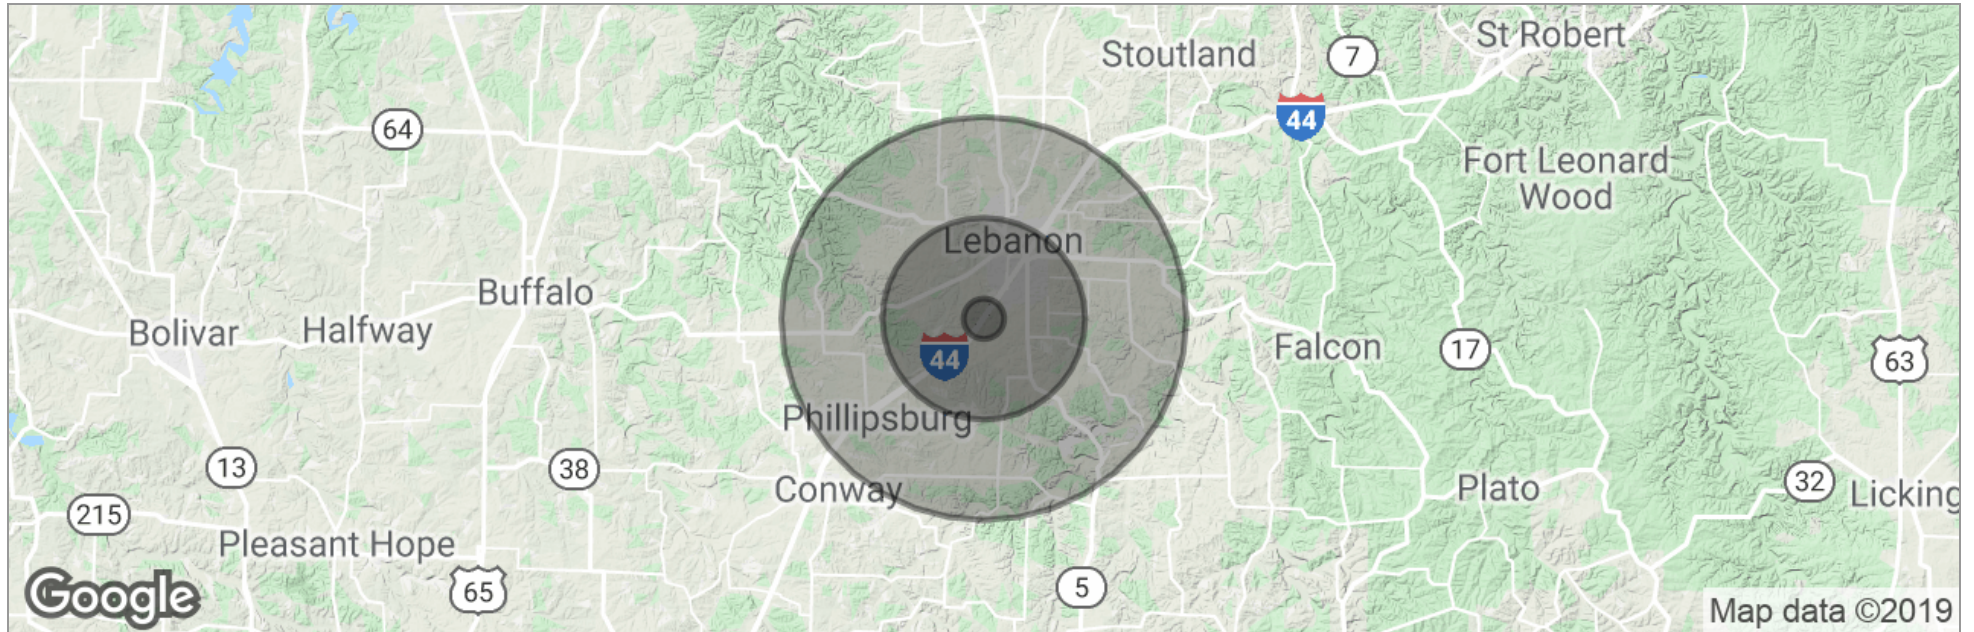 St Robert
Stoutland
7
44
64
Fort Leonard
Wood
Lebanon
Buffalo
Bolivar
Halfway
44
Falcon
17
63
Phillipsburg
13
38
Conway
Plato
32
Licking
215
Pleasant Hope
65
5
Google
Map data ©2019